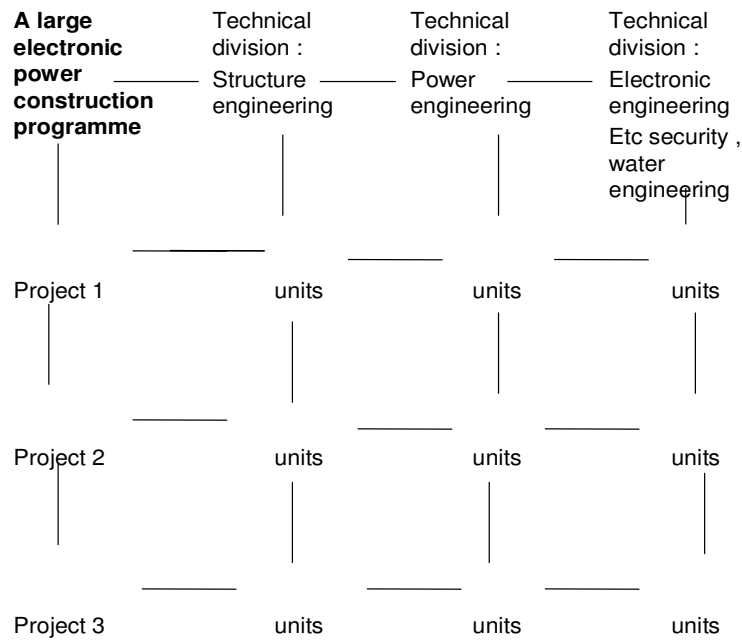 A large
electronic
power
construction
programme
Technical
division :
Structure
engineering
Technical
division :
Power
engineering
Technical
division :
Electronic
engineering
Etc security ,
water
engineering
Project 1 units units units
Project 2 units units units
Project 3 units units units